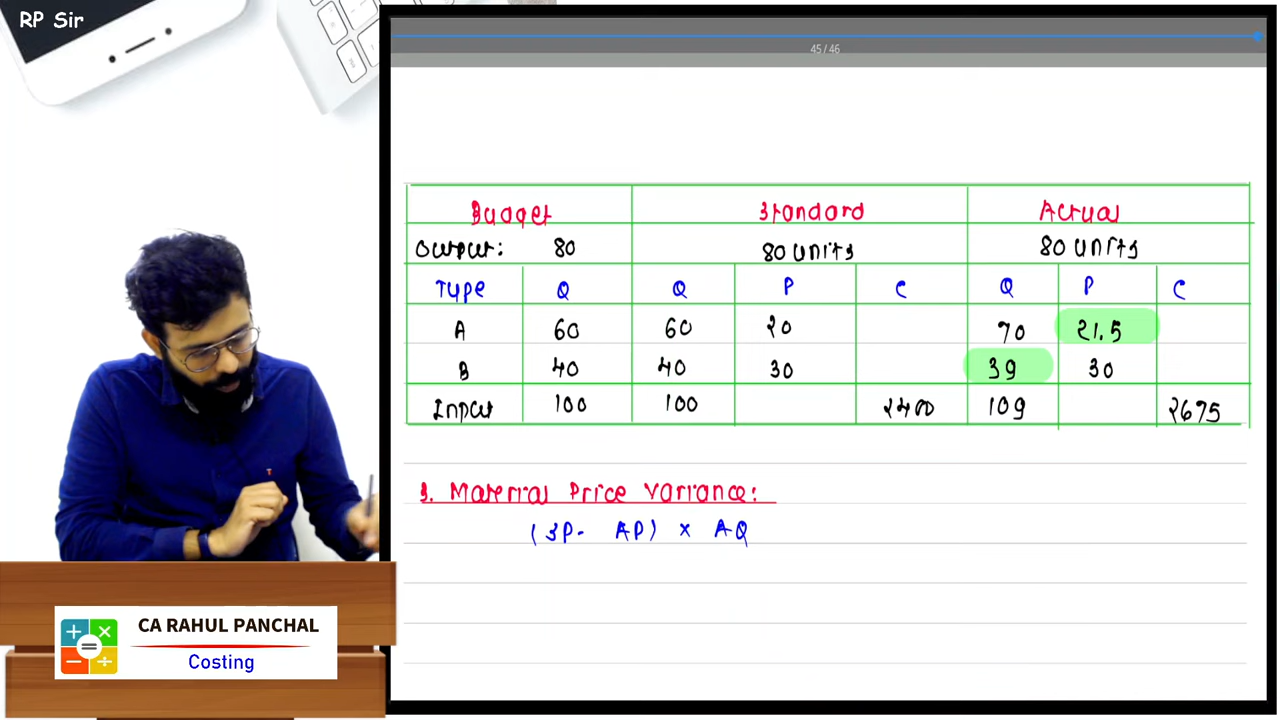 RP Sir
45 / 46
Budget Standard Actual
Output: 80 80 units 80 units
Type Q Q P C Q P C
A 60 60 20 70 21.5
B 40 40 30 39 30
Input 100 100 2400 109 2675
3. Material Price Variance:
(SP- AP) × AQ
CA RAHUL PANCHAL
Costing